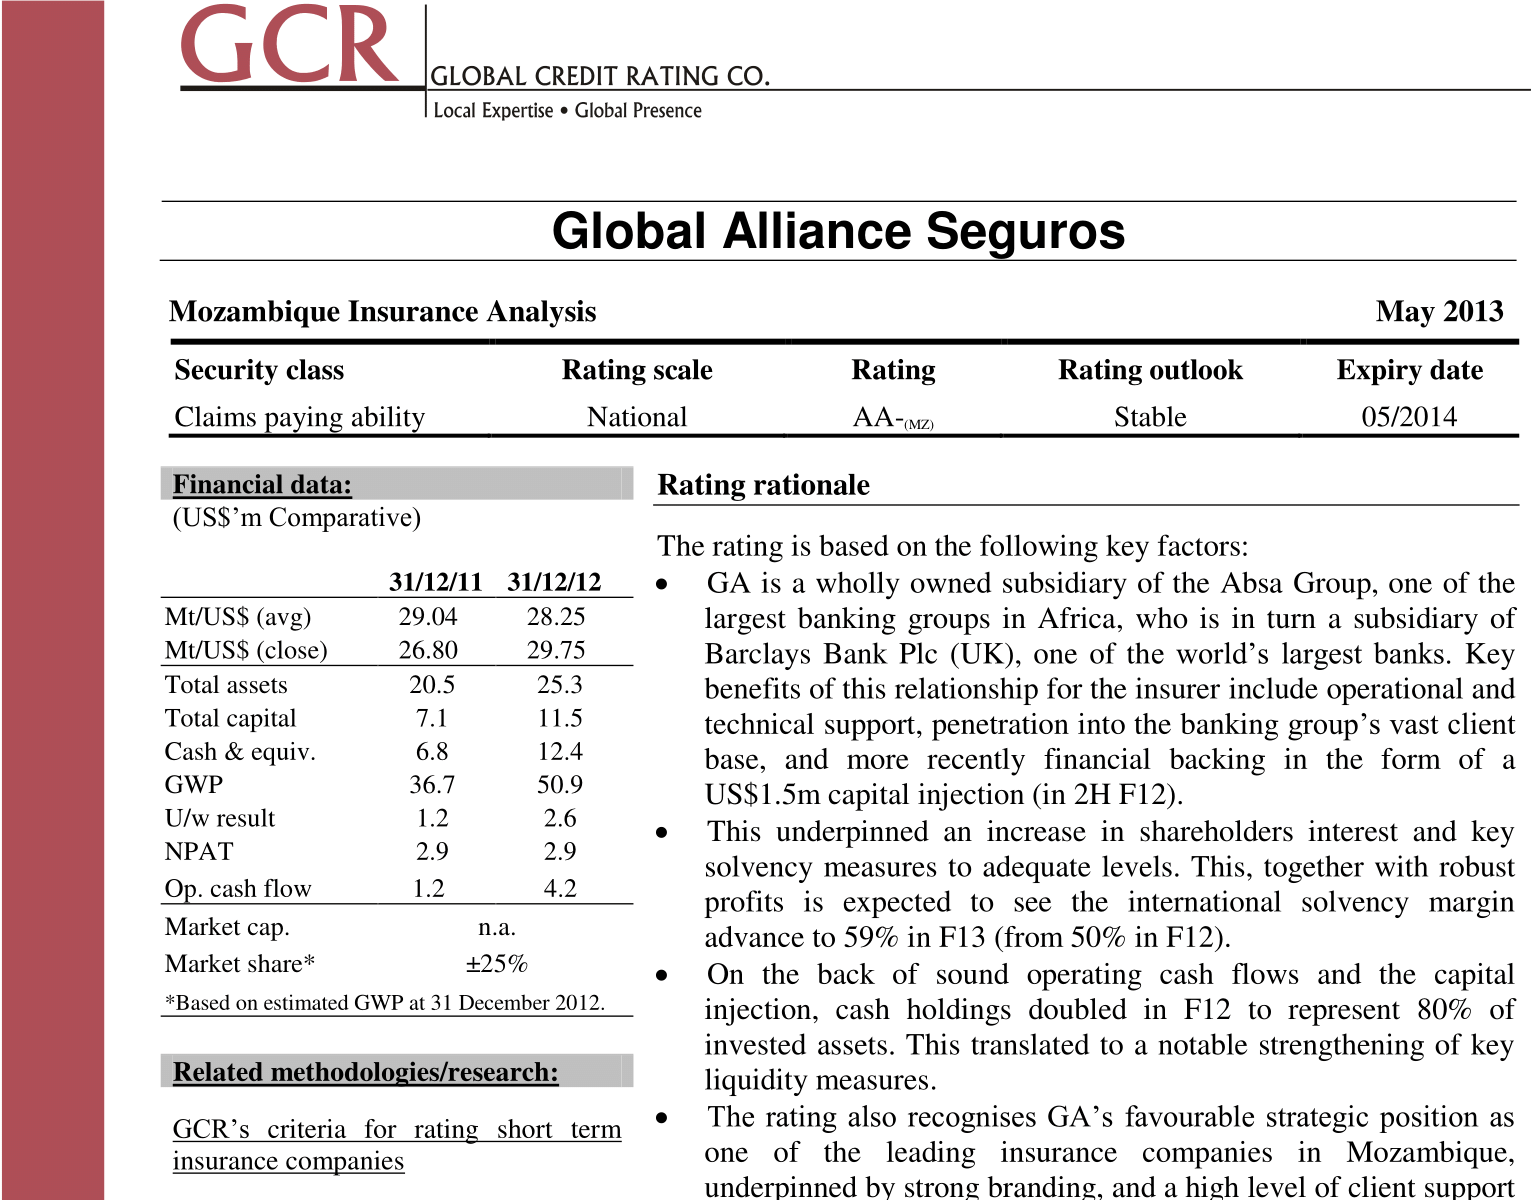 GCR
GLOBAL CREDIT RATING CO.
Local Expertise • Global Presence
Global Alliance Seguros
Mozambique Insurance Analysis May 2013
Security class Rating scale Rating Rating outlook Expiry date
Claims paying ability National AA-(MZ) Stable 05/2014
Financial data:
(US$'m Comparative)
31/12/11 31/12/12
Mt/US$ (avg) 29.04 28.25
Mt/US$ (close) 26.80 29.75
Total assets 20.5 25.3
Total capital 7.1 11.5
Cash & equiv. 6.8 12.4
GWP 36.7 50.9
U/w result 1.2 2.6
NPAT 2.9 2.9
Op. cash flow 1.2 4.2
Market cap. n.a.
Market share* ±25%
*Based on estimated GWP at 31 December 2012.
Related methodologies/research:
GCR's criteria for rating short term
insurance companies
Rating rationale
The rating is based on the following key factors:
• GA is a wholly owned subsidiary of the Absa Group, one of the
largest banking groups in Africa, who is in turn a subsidiary of
Barclays Bank Plc (UK), one of the world's largest banks. Key
benefits of this relationship for the insurer include operational and
technical support, penetration into the banking group's vast client
base, and more recently financial backing in the form of a
US$1.5m capital injection (in 2H F12).
• This underpinned an increase in shareholders interest and key
solvency measures to adequate levels. This, together with robust
profits is expected to see the international solvency margin
advance to 59% in F13 (from 50% in F12).
• On the back of sound operating cash flows and the capital
injection, cash holdings doubled in F12 to represent 80% of
invested assets. This translated to a notable strengthening of key
liquidity measures.
• The rating also recognises GA's favourable strategic position as
one of the leading insurance companies in Mozambique,
underpinned by strong branding, and a high level of client support